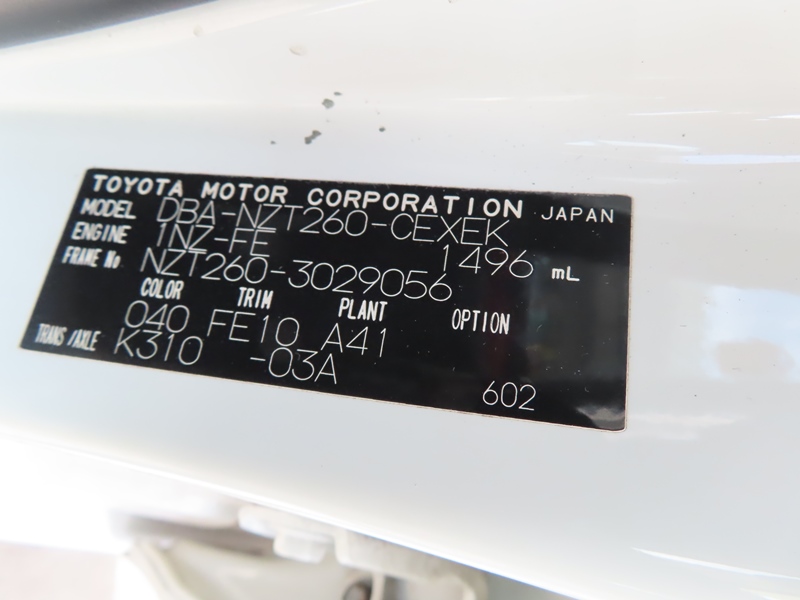 TOYOTA MOTOR CORPORATION JAPAN
MODEL DBA-NZT260-CEXEK
ENGINE 1NZ-FE 1496 mL
FRAME No NZT260-3029056
COLOR TRIM PLANT OPTION
040 FE10 A41
TRANS/AXLE K310 -03A
602